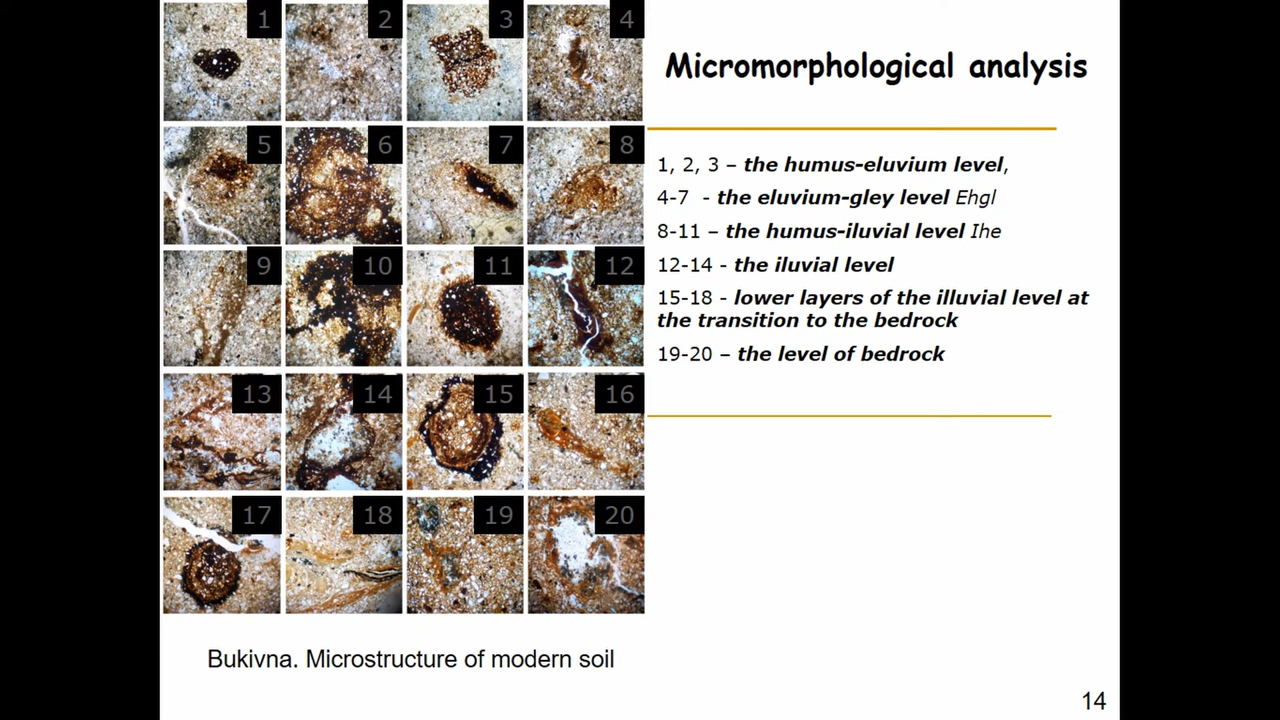 1 2 3 4
5 6 7 8
9 10 11 12
13 14 15 16
17 18 19 20
Micromorphological analysis
1, 2, 3 – the humus-eluvium level,
4-7 - the eluvium-gley level Ehgl
8-11 – the humus-iluvial level Ihe
12-14 - the iluvial level
15-18 - lower layers of the illuvial level at
the transition to the bedrock
19-20 – the level of bedrock
Bukivna. Microstructure of modern soil
14